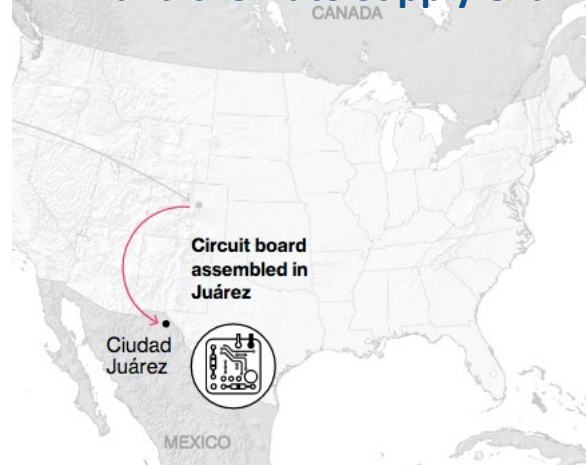 CANADA
Circuit board
assembled in
Juárez
Ciudad
Juárez
MEXICO